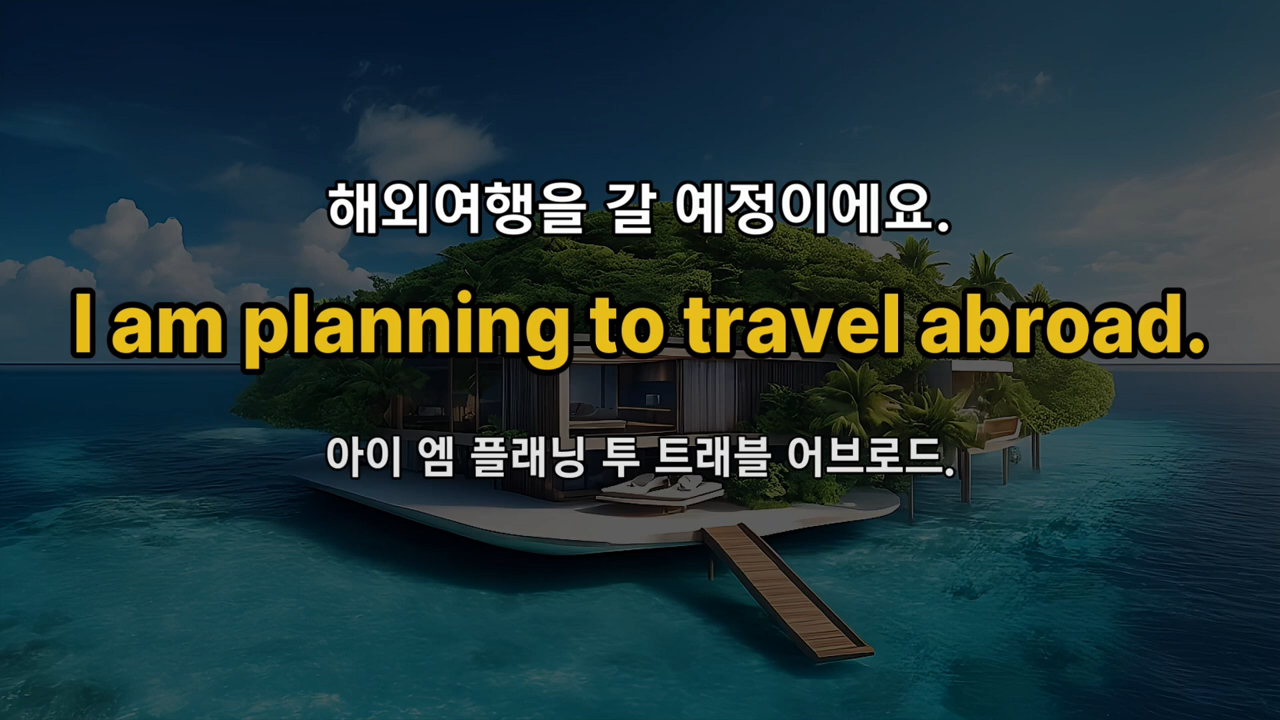 해외여행을 갈 예정이에요.
I am planning to travel abroad.
아이 엠 플래닝 투 트래블 어브로드.